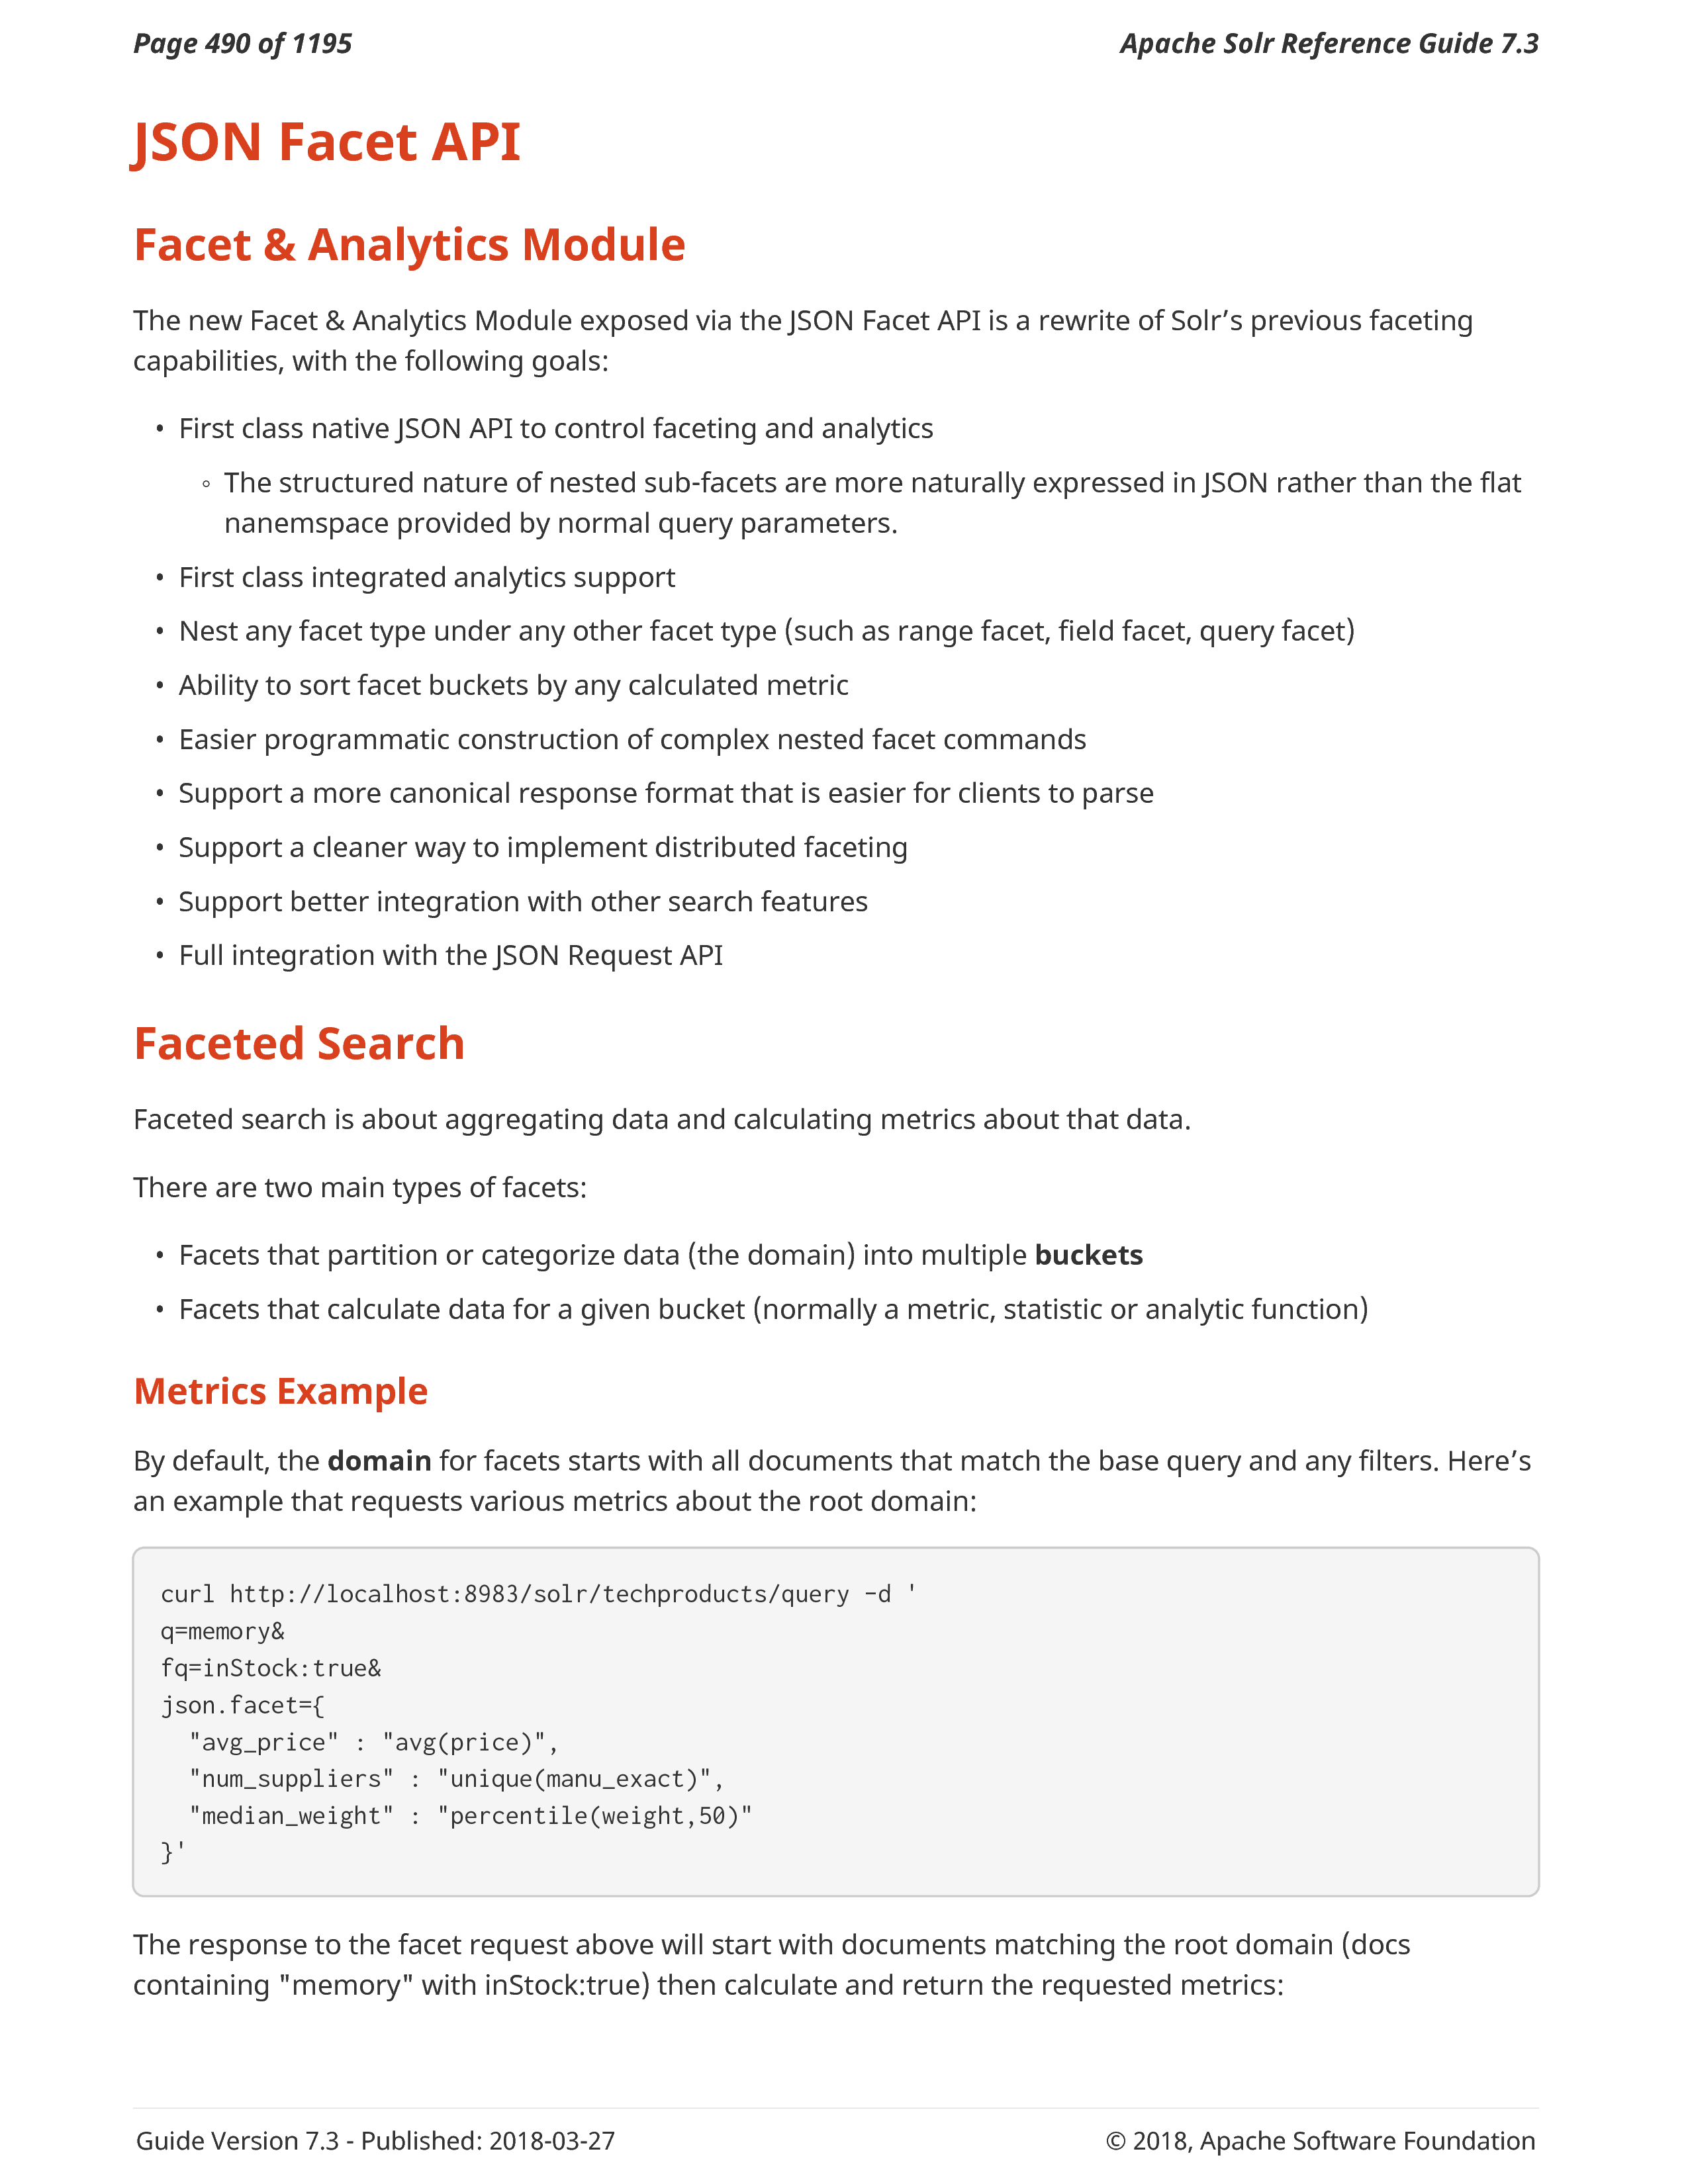 Page 490 of 1195
Apache Solr Reference Guide 7.3
JSON Facet API
Facet & Analytics Module
The new Facet & Analytics Module exposed via the JSON Facet API is a rewrite of Solr’s previous faceting
capabilities, with the following goals:
• First class native JSON API to control faceting and analytics
◦ The structured nature of nested sub-facets are more naturally expressed in JSON rather than the flat
nanemspace provided by normal query parameters.
• First class integrated analytics support
• Nest any facet type under any other facet type (such as range facet, field facet, query facet)
• Ability to sort facet buckets by any calculated metric
• Easier programmatic construction of complex nested facet commands
• Support a more canonical response format that is easier for clients to parse
• Support a cleaner way to implement distributed faceting
• Support better integration with other search features
• Full integration with the JSON Request API
Faceted Search
Faceted search is about aggregating data and calculating metrics about that data.
There are two main types of facets:
• Facets that partition or categorize data (the domain) into multiple buckets
• Facets that calculate data for a given bucket (normally a metric, statistic or analytic function)
Metrics Example
By default, the domain for facets starts with all documents that match the base query and any filters. Here’s
an example that requests various metrics about the root domain:
curl http://localhost:8983/solr/techproducts/query -d '
q=memory&
fq=inStock:true&
json.facet={
  "avg_price" : "avg(price)",
  "num_suppliers" : "unique(manu_exact)",
  "median_weight" : "percentile(weight,50)"
}'
The response to the facet request above will start with documents matching the root domain (docs
containing "memory" with inStock:true) then calculate and return the requested metrics:
Guide Version 7.3 - Published: 2018-03-27
© 2018, Apache Software Foundation